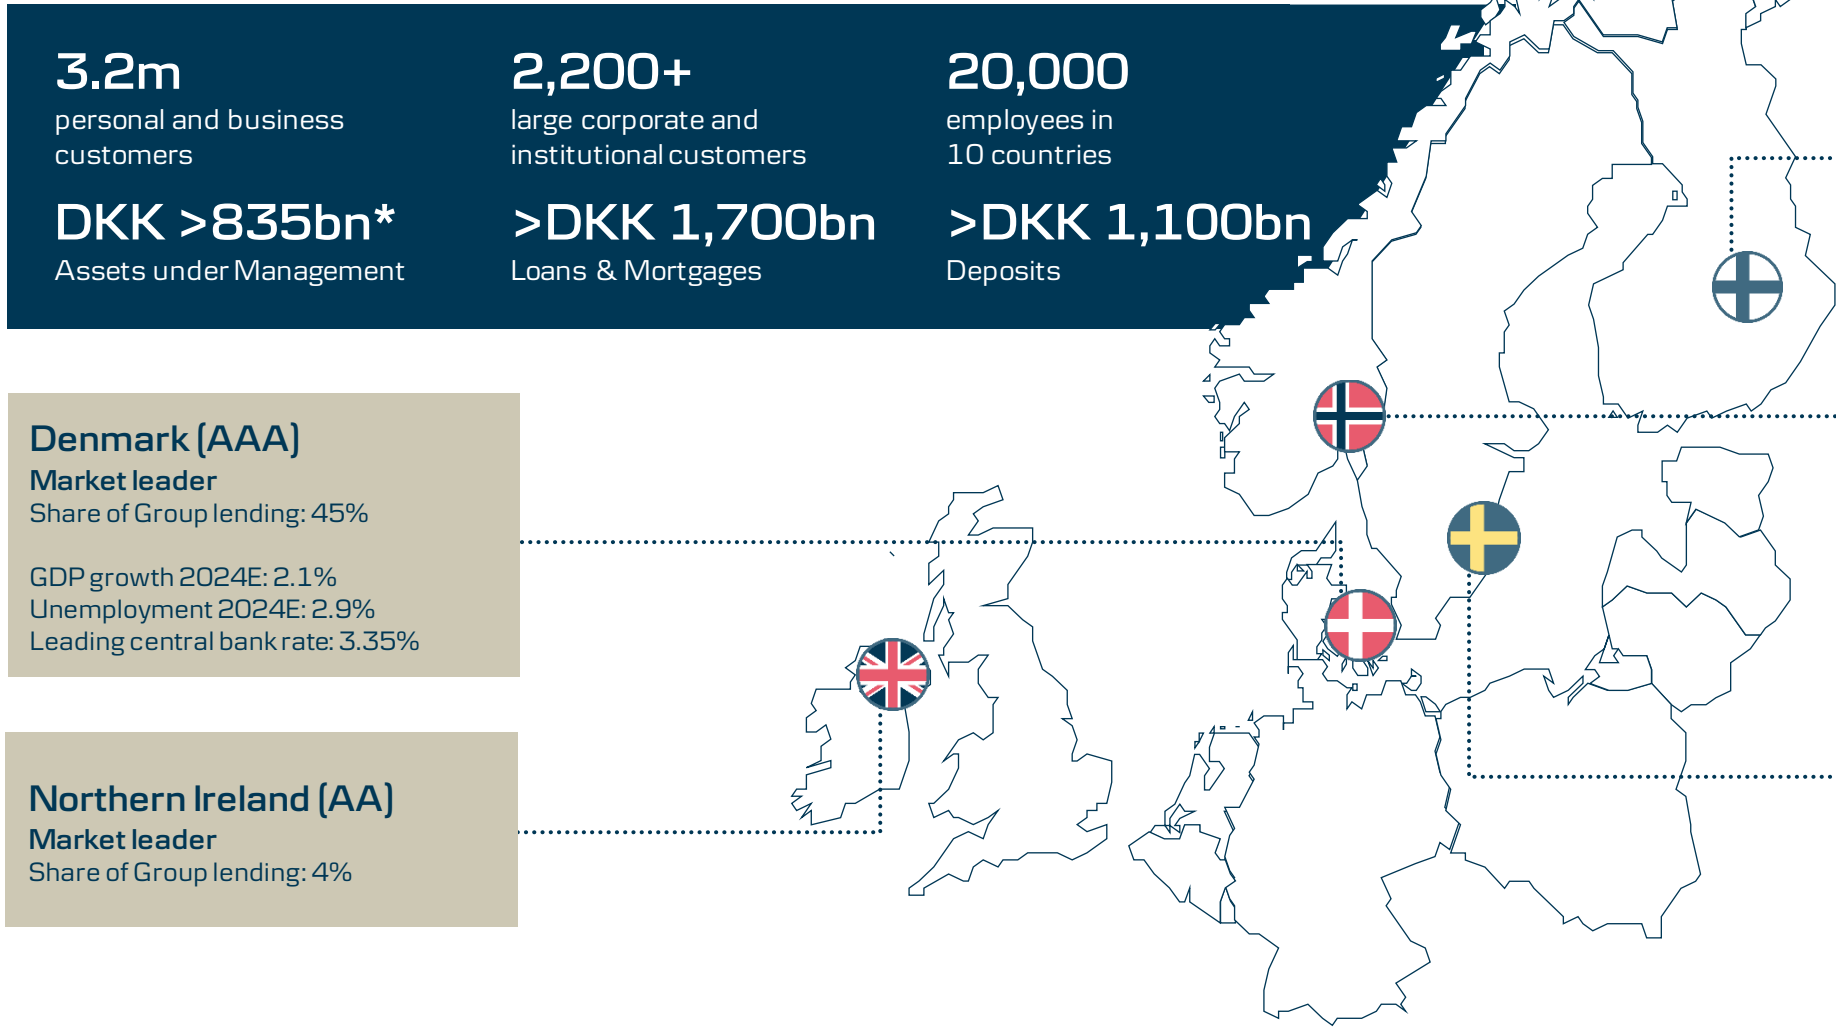 3.2m
personal and business
customers
2,200+
large corporate and
institutional customers
20,000
employees in
10 countries
DKK >835bn*
Assets under Management
>DKK 1,700bn
Loans & Mortgages
>DKK 1,100bn
Deposits
Denmark (AAA)
Market leader
Share of Group lending: 45%
GDP growth 2024E: 2.1%
Unemployment 2024E: 2.9%
Leading central bank rate: 3.35%
Northern Ireland (AA)
Market leader
Share of Group lending: 4%